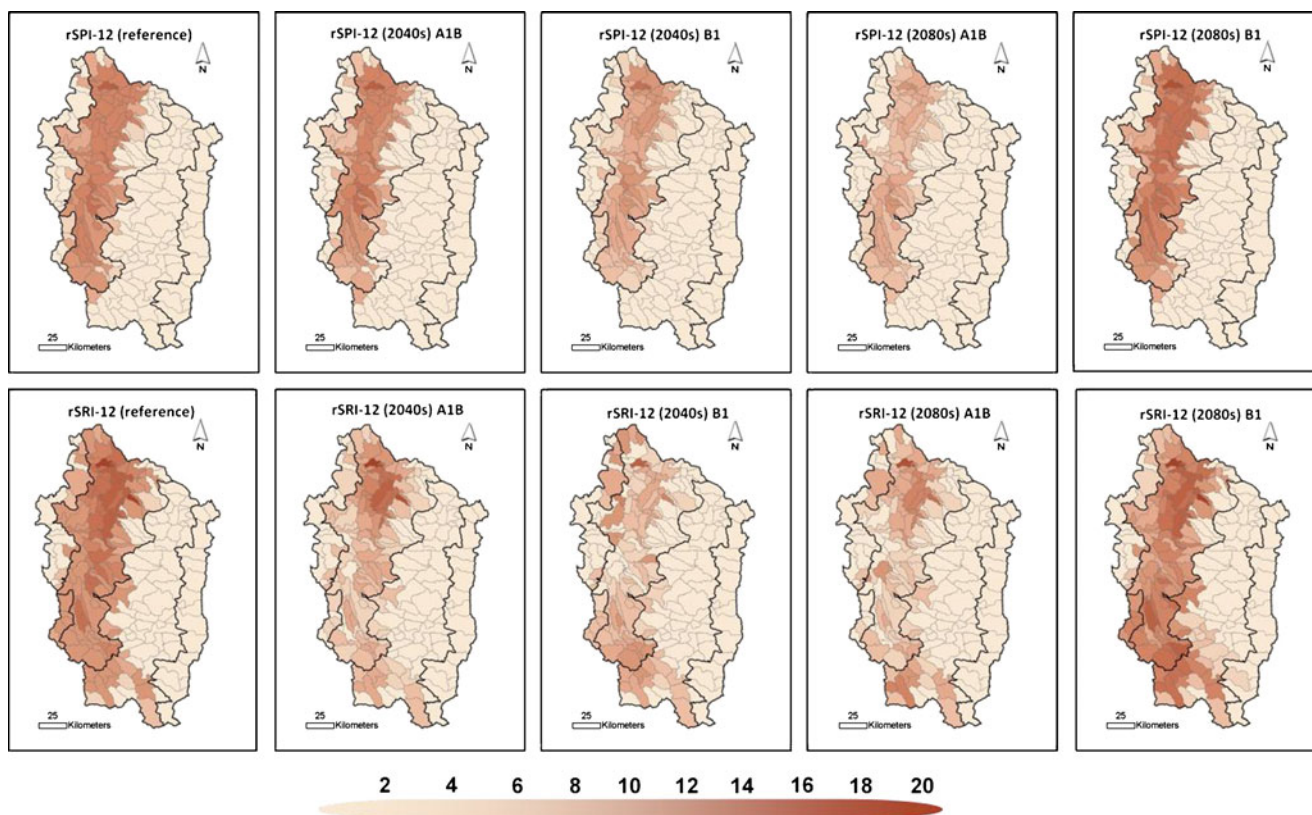 rSPI-12 (reference)
N
25
Kilometers
rSPI-12 (2040s) A1B
N
25
Kilometers
rSPI-12 (2040s) B1
N
25
Kilometers
rSPI-12 (2080s) A1B
N
25
Kilometers
rSPI-12 (2080s) B1
N
25
Kilometers
rSRI-12 (reference)
N
25
Kilometers
rSRI-12 (2040s) A1B
N
25
Kilometers
rSRI-12 (2040s) B1
N
25
Kilometers
rSRI-12 (2080s) A1B
N
25
Kilometers
rSRI-12 (2080s) B1
N
25
Kilometers
2 4 6 8 10 12 14 16 18 20